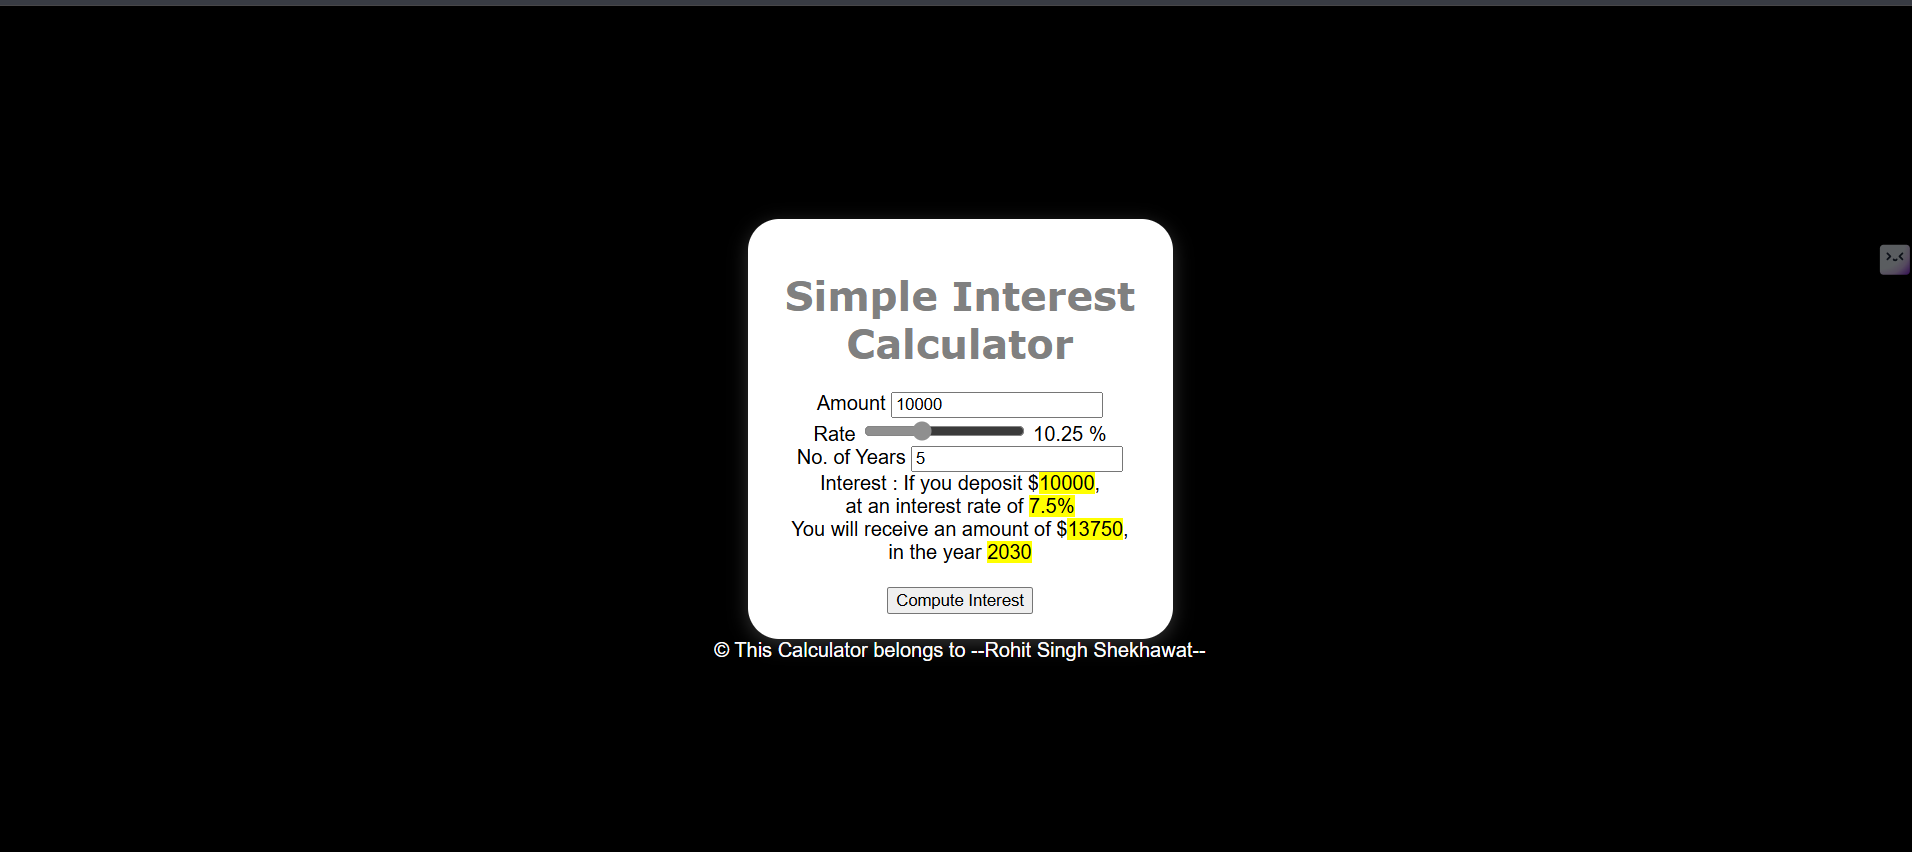 Simple Interest
Calculator
Amount 10000
Rate 10.25 %
No. of Years 5
Interest : If you deposit $10000,
at an interest rate of 7.5%
You will receive an amount of $13750,
in the year 2030
Compute Interest
© This Calculator belongs to --Rohit Singh Shekhawat--